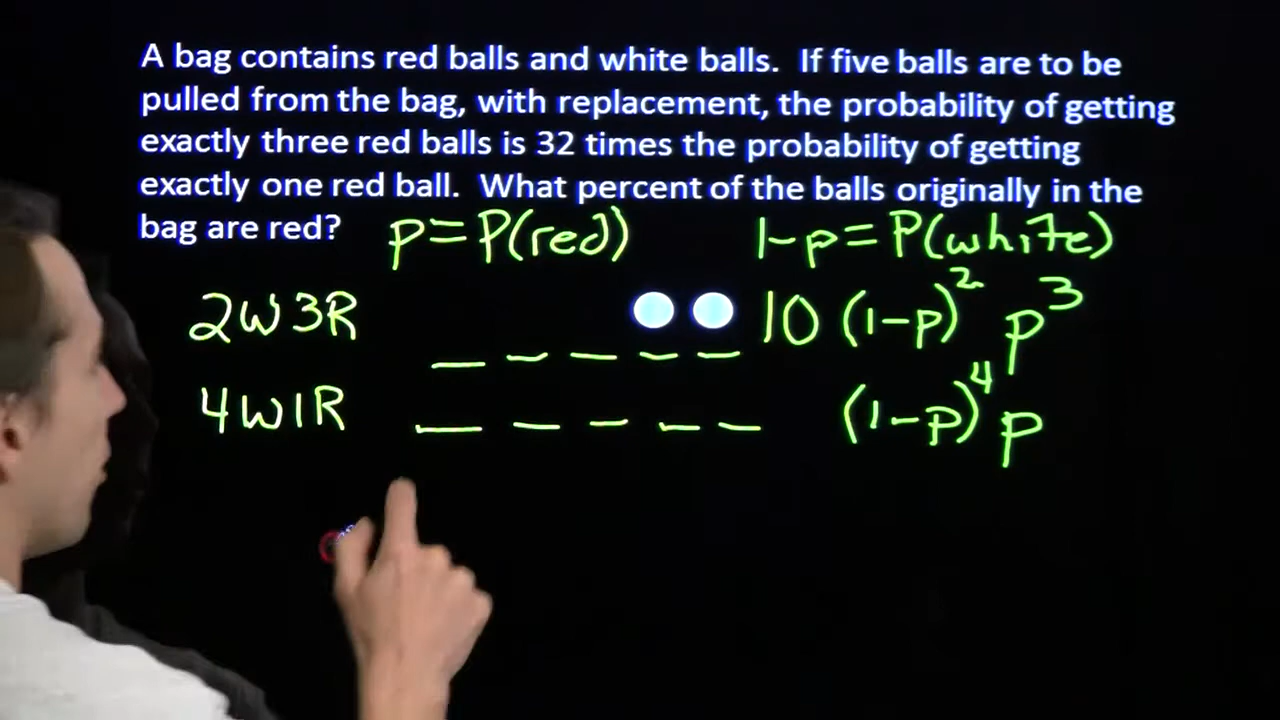 A bag contains red balls and white balls.  If five balls are to be
pulled from the bag, with replacement, the probability of getting
exactly three red balls is 32 times the probability of getting
exactly one red ball.  What percent of the balls originally in the
bag are red? p=P(red) 1-p=P(white)
2W3R _ _ _ _ _ 10 (1-p)² p³
4W1R _ _ _ _ _ (1-p)⁴ p